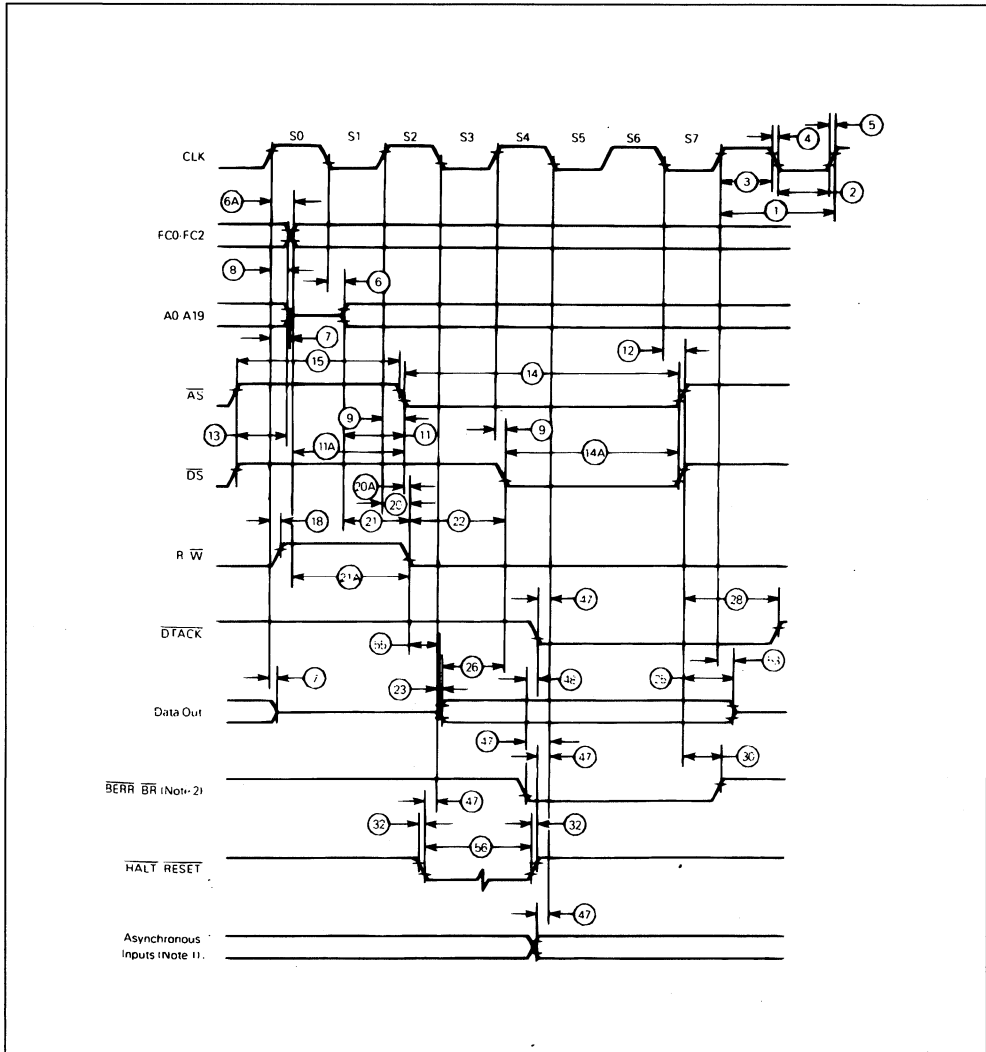 S0 S1 S2 S3 S4 S5 S6 S7 4 5
CLK
3 2
1
6A
FC0-FC2
8 6
A0 A19
7
15 12
14
AS
9 9
13 11
11A 14A
DS
20A
20
18 21 22
R W
21A
47 28
DTACK
55
26
7 48
23
Data Out
47 47
30
BERR BR (Note 2)
47
32 32
56
HALT RESET
47
Asynchronous
Inputs (Note 1).